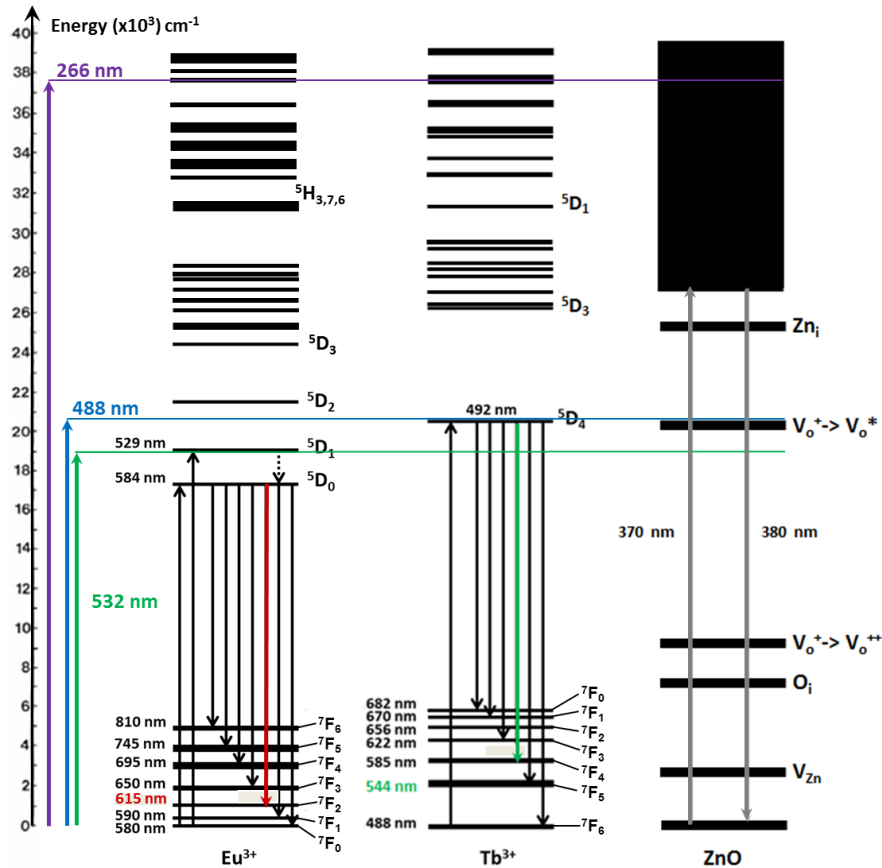 Energy (x10³) cm⁻¹
40
38
36
34
32
30
28
26
24
22
20
18
16
14
12
10
8
6
4
2
0
266 nm
488 nm
532 nm
⁵H₃,₇,₆
⁵D₃
⁵D₂
529 nm
⁵D₁
584 nm
⁵D₀
810 nm
⁷F₆
745 nm
⁷F₅
695 nm
⁷F₄
650 nm
⁷F₃
615 nm
⁷F₂
590 nm
⁷F₁
580 nm
⁷F₀
Eu³⁺
⁵D₁
⁵D₃
492 nm
⁵D₄
682 nm
⁷F₀
670 nm
⁷F₁
656 nm
⁷F₂
622 nm
⁷F₃
585 nm
⁷F₄
544 nm
⁷F₅
488 nm
⁷F₆
Tb³⁺
Znᵢ
Vₒ⁺-> Vₒ*
370 nm
380 nm
Vₒ⁺-> Vₒ⁺⁺
Oᵢ
V_Zn
ZnO